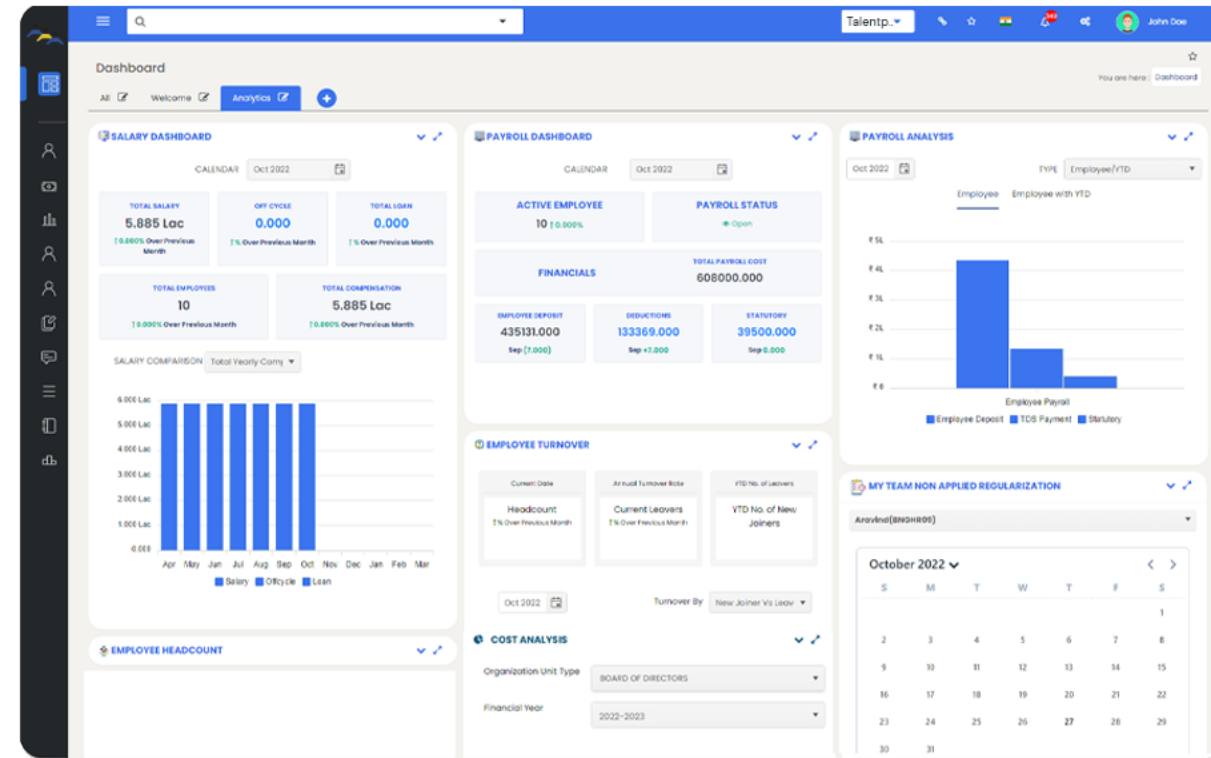 Talentp..
363
John Doe
Dashboard
You are here : Dashboard
All
Welcome
Analytics
SALARY DASHBOARD
CALENDAR Oct 2022
TOTAL SALARY
5.885 Lac
↑0.000% Over Previous
Month
OFF CYCLE
0.000
↑% Over Previous Month
TOTAL LOAN
0.000
↑% Over Previous Month
TOTAL EMPLOYEES
10
↑0.000% Over Previous Month
TOTAL COMPENSATION
5.885 Lac
↑0.000% Over Previous Month
SALARY COMPARISON Total Yearly Comp
6.000 Lac
5.000 Lac
4.000 Lac
3.000 Lac
2.000 Lac
1.000 Lac
0.000
Apr May Jun Jul Aug Sep Oct Nov Dec Jan Feb Mar
Salary Offcycle Loan
EMPLOYEE HEADCOUNT
PAYROLL DASHBOARD
CALENDAR Oct 2022
ACTIVE EMPLOYEE
10 ↑0.000%
PAYROLL STATUS
Open
FINANCIALS
TOTAL PAYROLL COST
608000.000
EMPLOYEE DEPOSIT
435131.000
Sep (7.000)
DEDUCTIONS
133369.000
Sep +7.000
STATUTORY
39500.000
Sep 0.000
EMPLOYEE TURNOVER
Current Date
Headcount
↑% Over Previous Month
Annual Turnover Rate
Current Leavers
↑% Over Previous Month
YTD No. of Leavers
YTD No. of New
Joiners
Oct 2022
Turnover By New Joiner Vs Leav
COST ANALYSIS
Organization Unit Type BOARD OF DIRECTORS
Financial Year 2022-2023
PAYROLL ANALYSIS
Oct 2022
TYPE Employee/YTD
Employee Employee with YTD
₹ 5L
₹ 4L
₹ 3L
₹ 2L
₹ 1L
₹ 0
Employee Payroll
Employee Deposit TDS Payment Statutory
MY TEAM NON APPLIED REGULARIZATION
Aravind(BNGHR05)
October 2022
S M T W T F S
1
2 3 4 5 6 7 8
9 10 11 12 13 14 15
16 17 18 19 20 21 22
23 24 25 26 27 28 29
30 31